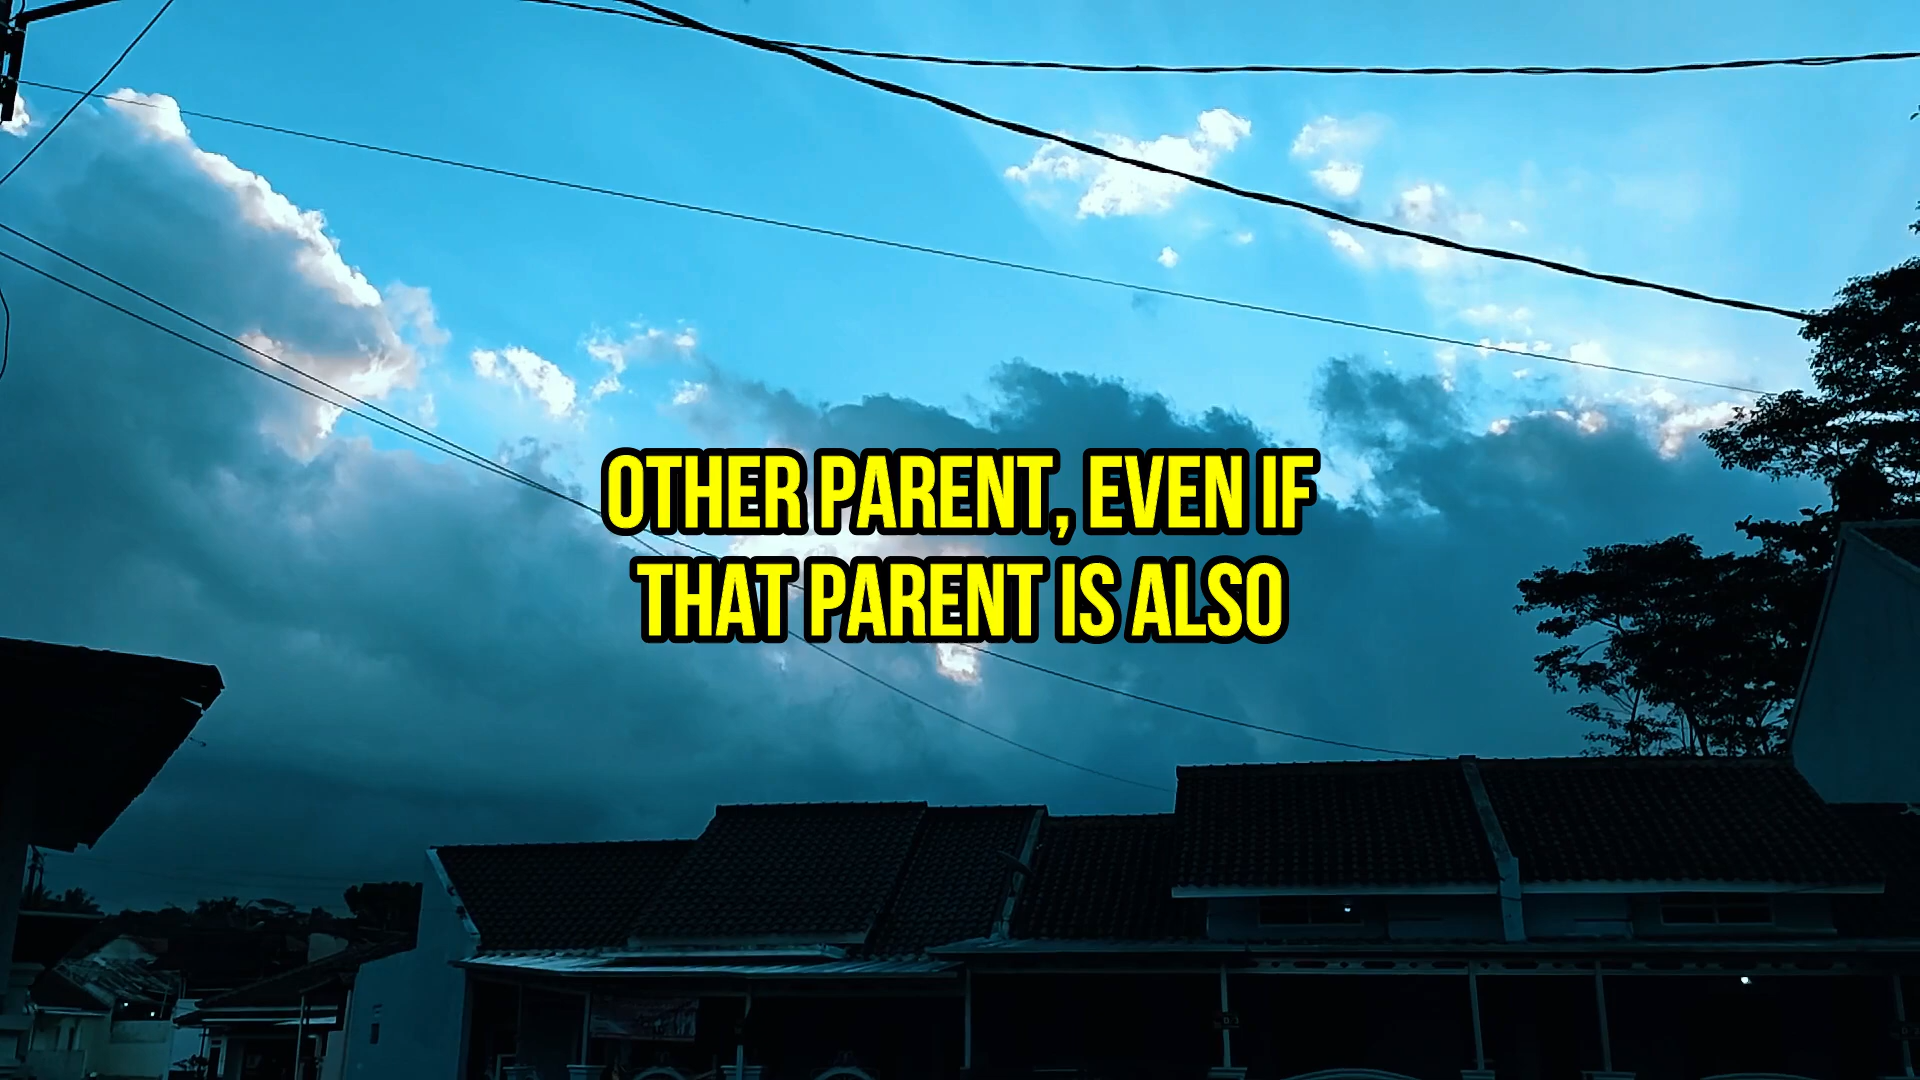 OTHER PARENT, EVEN IF
THAT PARENT IS ALSO